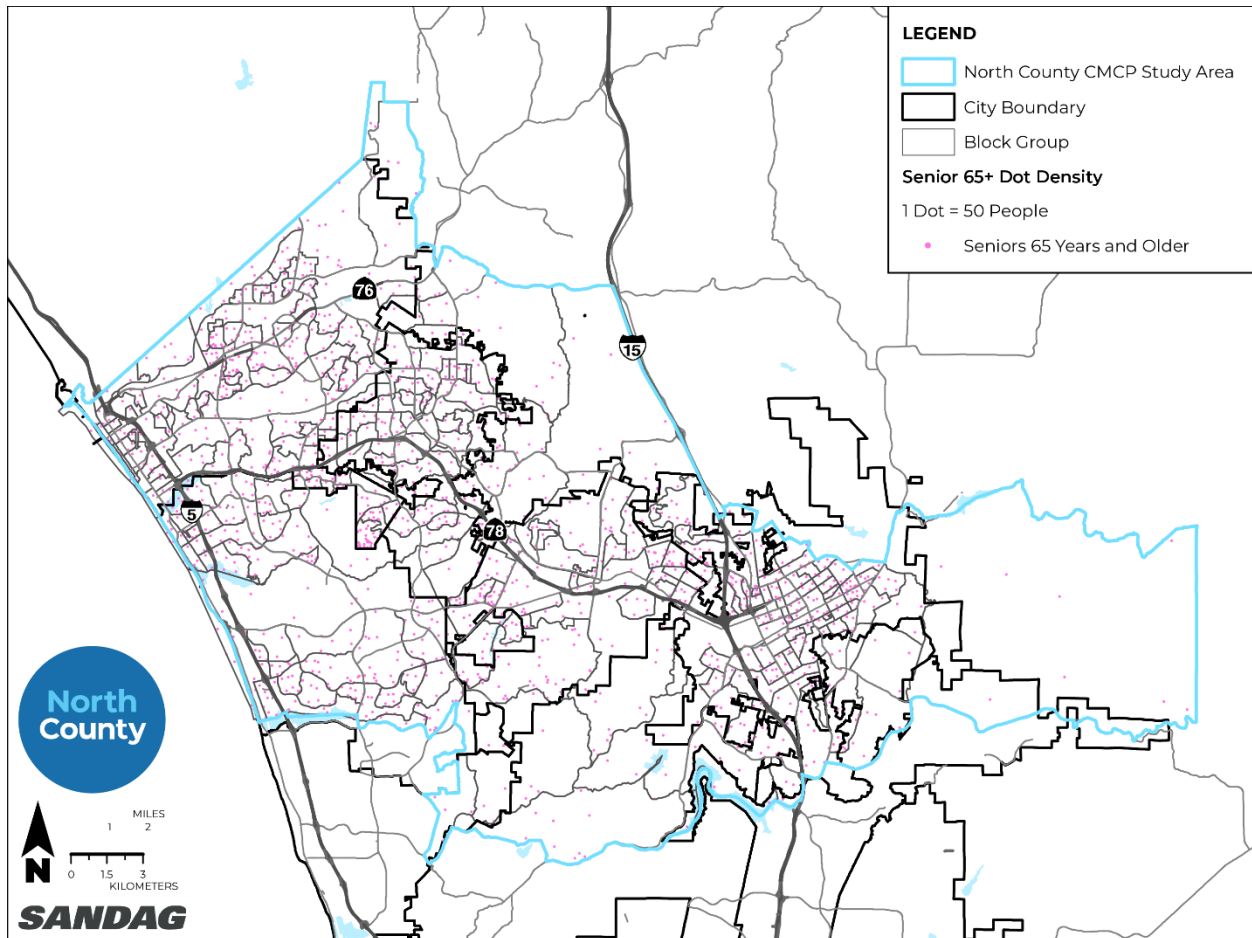 LEGEND
North County CMCP Study Area
City Boundary
Block Group
Senior 65+ Dot Density
1 Dot = 50 People
Seniors 65 Years and Older
76
15
5
78
North
County
N
MILES
1 2
0 1.5 3
KILOMETERS
SANDAG